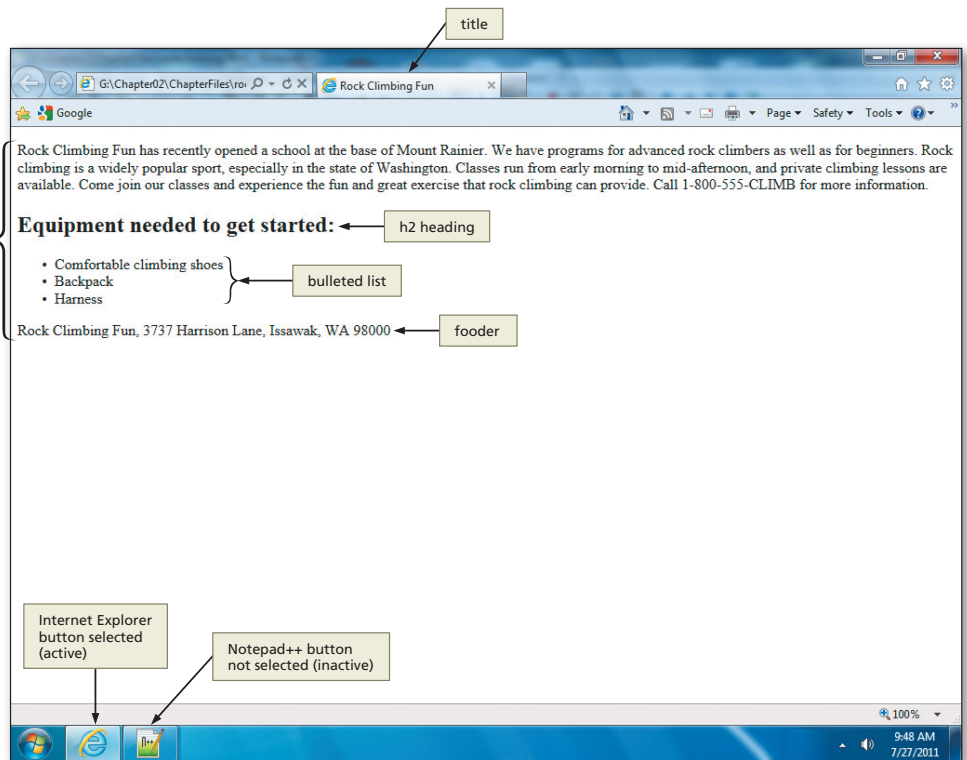 title
G:\Chapter02\ChapterFiles\ro
Rock Climbing Fun
Google
Page
Safety
Tools
Rock Climbing Fun has recently opened a school at the base of Mount Rainier. We have programs for advanced rock climbers as well as for beginners. Rock
climbing is a widely popular sport, especially in the state of Washington. Classes run from early morning to mid-afternoon, and private climbing lessons are
available. Come join our classes and experience the fun and great exercise that rock climbing can provide. Call 1-800-555-CLIMB for more information.
Equipment needed to get started:
h2 heading
• Comfortable climbing shoes
• Backpack
• Harness
bulleted list
Rock Climbing Fun, 3737 Harrison Lane, Issawak, WA 98000
fooder
Internet Explorer
button selected
(active)
Notepad++ button
not selected (inactive)
100%
9:48 AM
7/27/2011